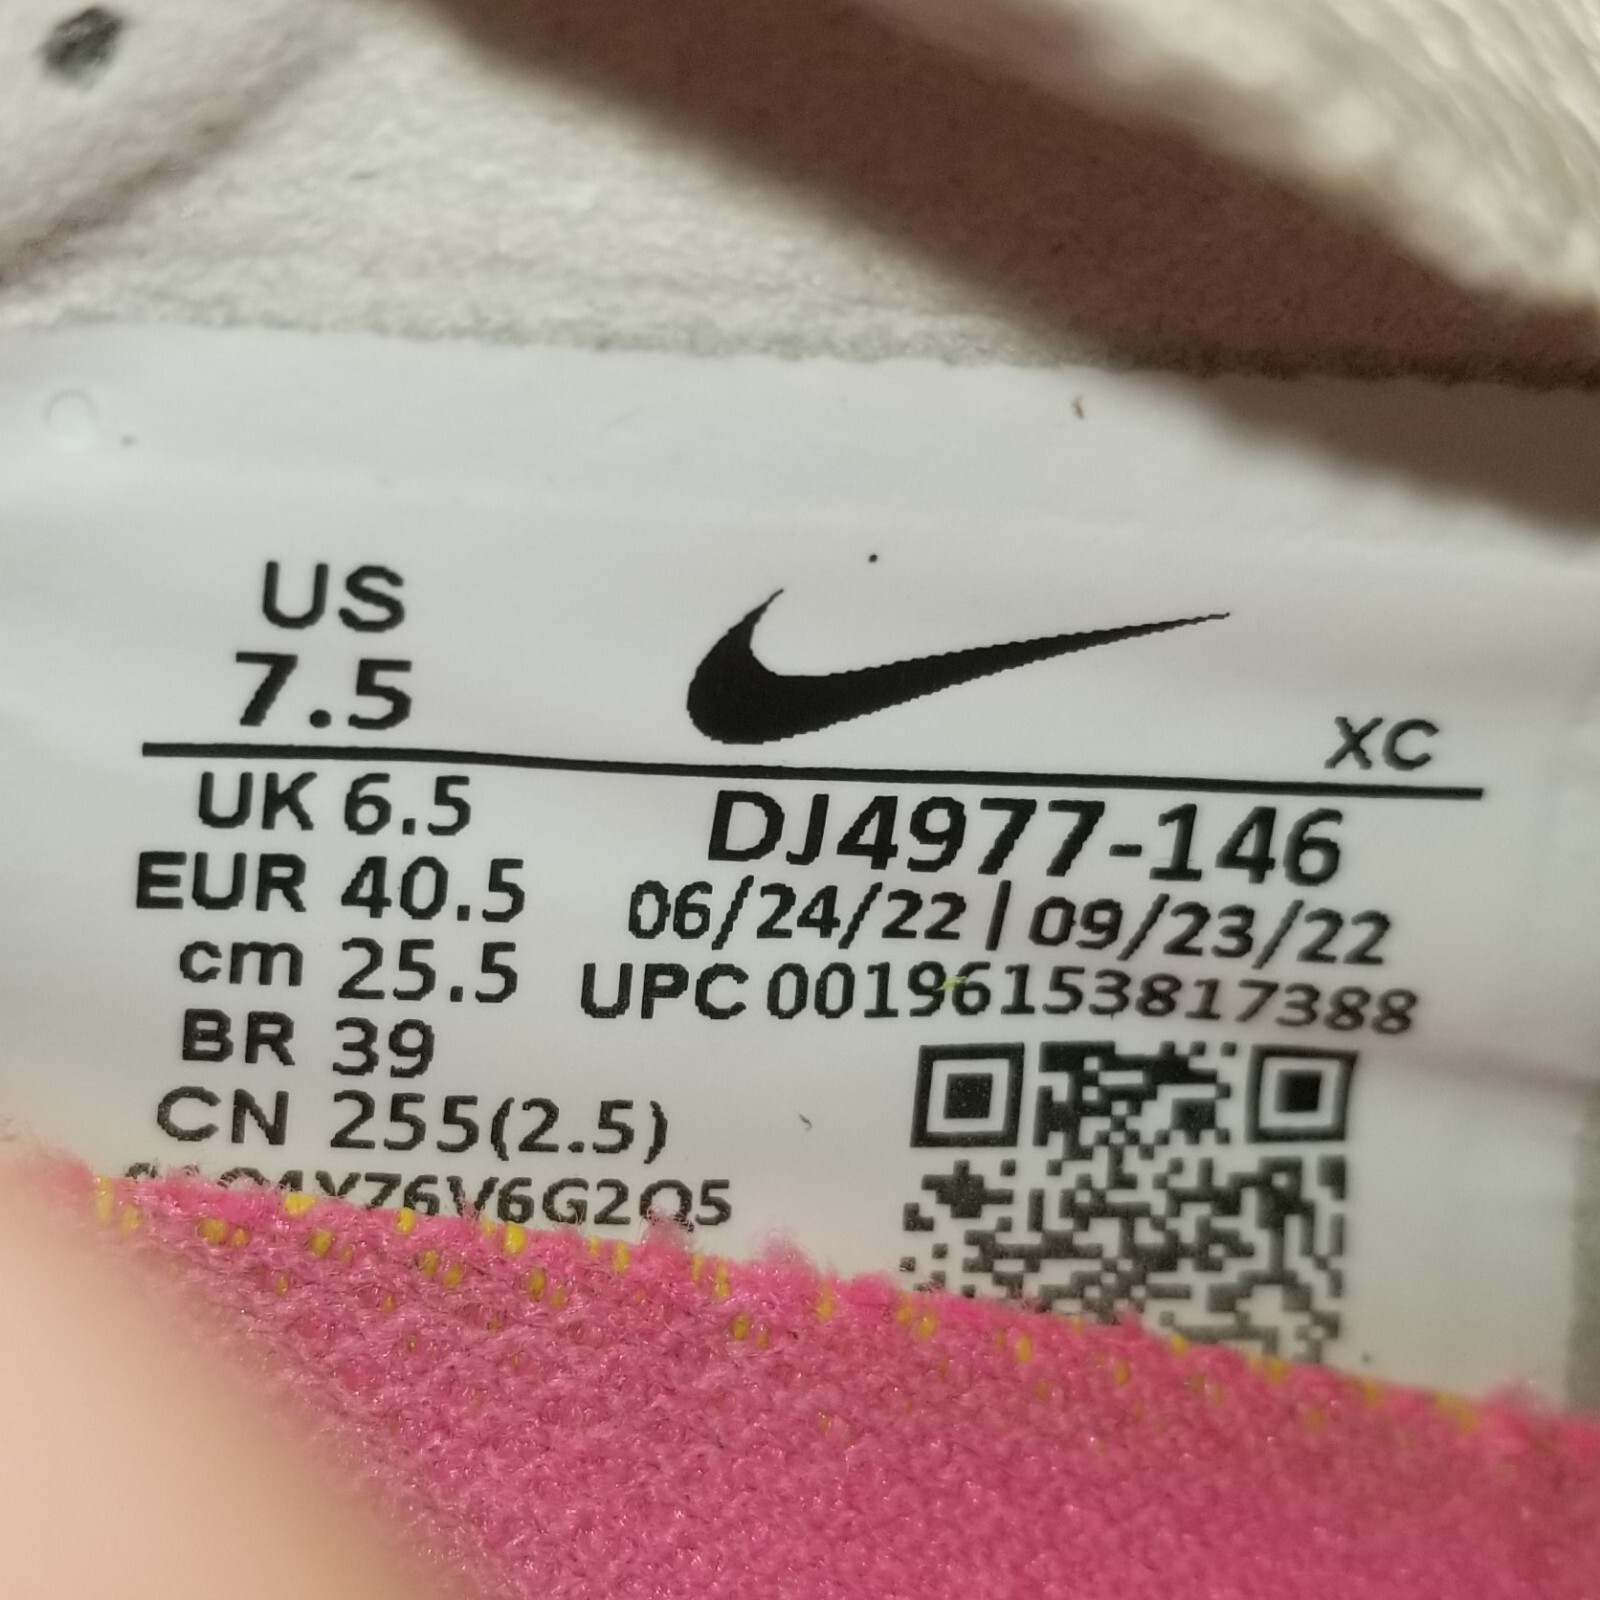 US
7.5
XC
UK 6.5
DJ4977-146
EUR 40.5
06/24/22 | 09/23/22
cm 25.5
UPC 00196153817388
BR 39
CN 255(2.5)